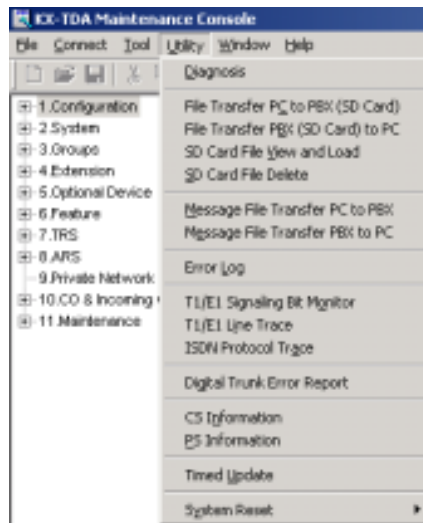 KX-TDA Maintenance Console
File Connect Tool Utility Window Help
Diagnosis
File Transfer PC to PBX (SD Card)
File Transfer PBX (SD Card) to PC
SD Card File View and Load
SD Card File Delete
Message File Transfer PC to PBX
Message File Transfer PBX to PC
Error Log
T1/E1 Signaling Bit Monitor
T1/E1 Line Trace
ISDN Protocol Trace
Digital Trunk Error Report
CS Information
PS Information
Timed Update
System Reset
1.Configuration
2.System
3.Groups
4.Extension
5.Optional Device
6.Feature
7.TRS
8.ARS
9.Private Network
10.CO & Incoming
11.Maintenance